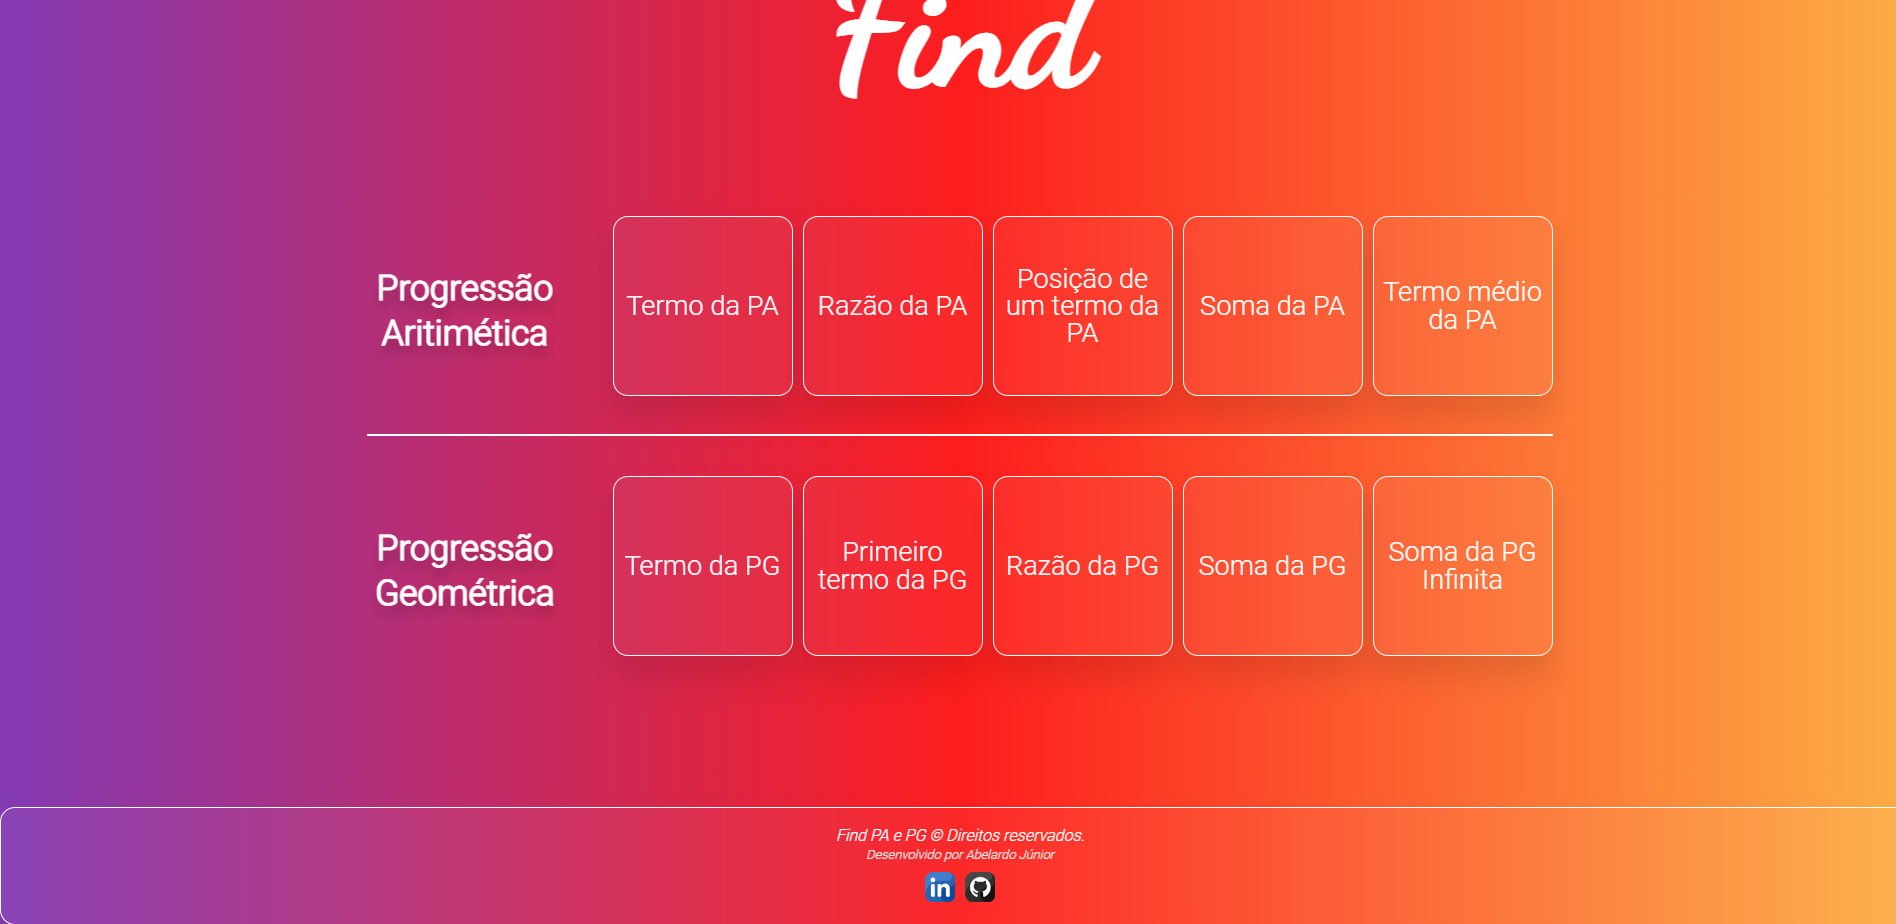 Find
Progressão
Aritimética
Termo da PA
Razão da PA
Posição de
um termo da
PA
Soma da PA
Termo médio
da PA
Progressão
Geométrica
Termo da PG
Primeiro
termo da PG
Razão da PG
Soma da PG
Soma da PG
Infinita
Find PA e PG © Direitos reservados.
Desenvolvido por Abelardo Júnior
in